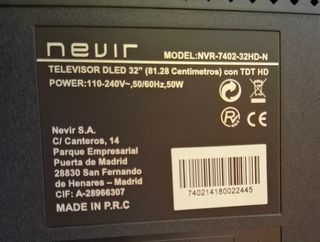 nevir
MODEL:NVR-7402-32HD-N
TELEVISOR DLED 32" (81.28 Centimetros) con TDT HD
POWER:110-240V~,50/60Hz,50W
Nevir S.A.
C/ Canteros, 14
Parque Empresarial
Puerta de Madrid
28830 San Fernando
de Henares – Madrid
CIF: A-28966307
MADE IN P.R.C
740214180022445